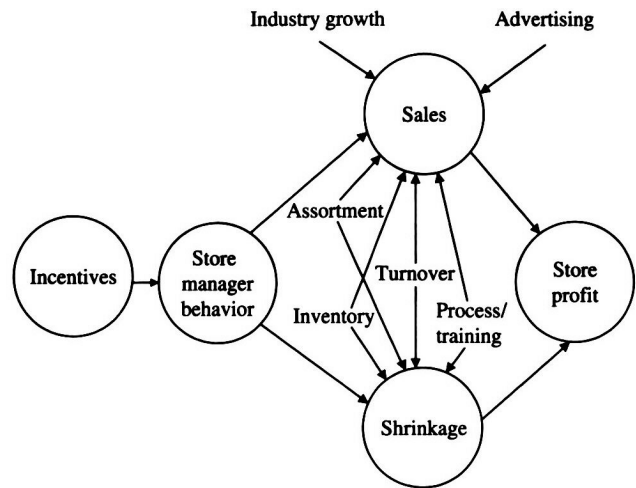 Industry growth
Advertising
Sales
Assortment
Incentives
Store
manager
behavior
Turnover
Store
profit
Inventory
Process/
training
Shrinkage